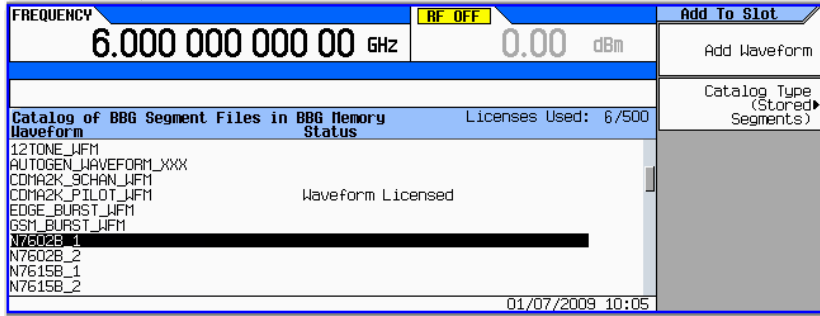 FREQUENCY
6.000 000 000 00 GHz
RF OFF
0.00 dBm
Catalog of BBG Segment Files in BBG Memory
Licenses Used: 6/500
Waveform Status
12TONE_WFM
AUTOGEN_WAVEFORM_XXX
CDMA2K_9CHAN_WFM
CDMA2K_PILOT_WFM Waveform Licensed
EDGE_BURST_WFM
GSM_BURST_WFM
N7602B_1
N7602B_2
N7615B_1
N7615B_2
01/07/2009 10:05
Add To Slot
Add Waveform
Catalog Type
(Stored
Segments)